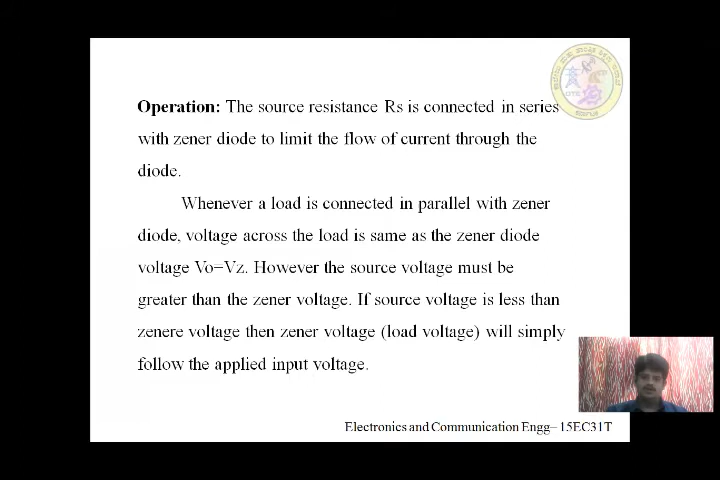 Operation: The source resistance Rs is connected in series
with zener diode to limit the flow of current through the
diode.
Whenever a load is connected in parallel with zener
diode, voltage across the load is same as the zener diode
voltage Vo=Vz. However the source voltage must be
greater than the zener voltage. If source voltage is less than
zenere voltage then zener voltage (load voltage) will simply
follow the applied input voltage.
Electronics and Communication Engg– 15EC31T